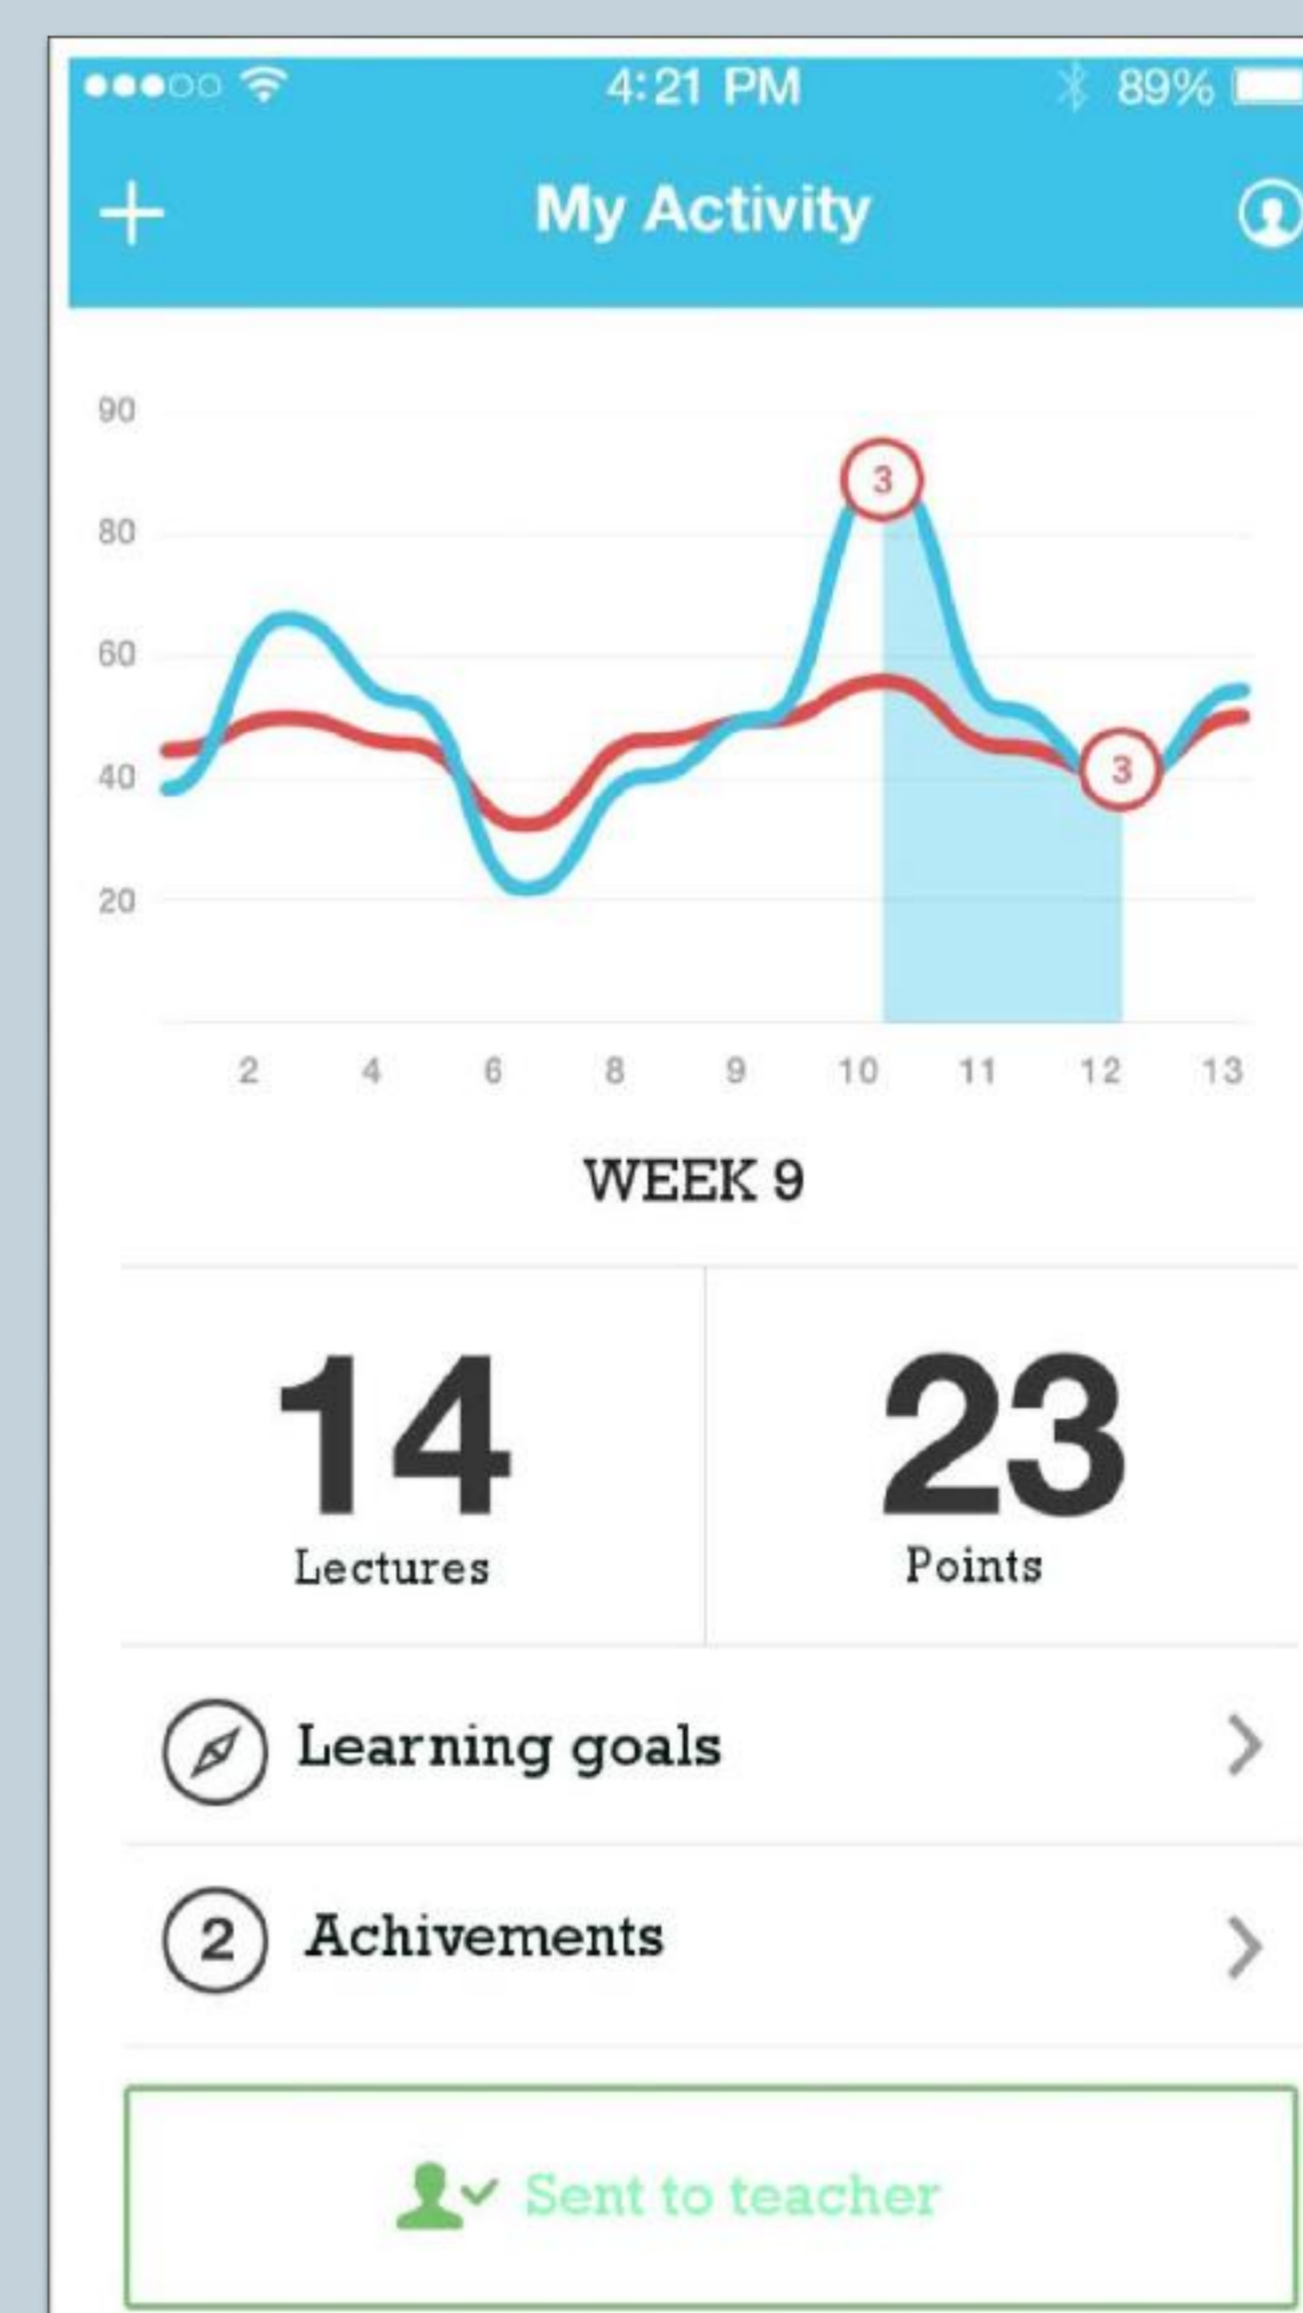 4:21 PM 89%
My Activity
90
3
80
60
40
3
20
2 4 6 8 9 10 11 12 13
WEEK 9
14 23
Lectures Points
Learning goals
2 Achivements
Sent to teacher